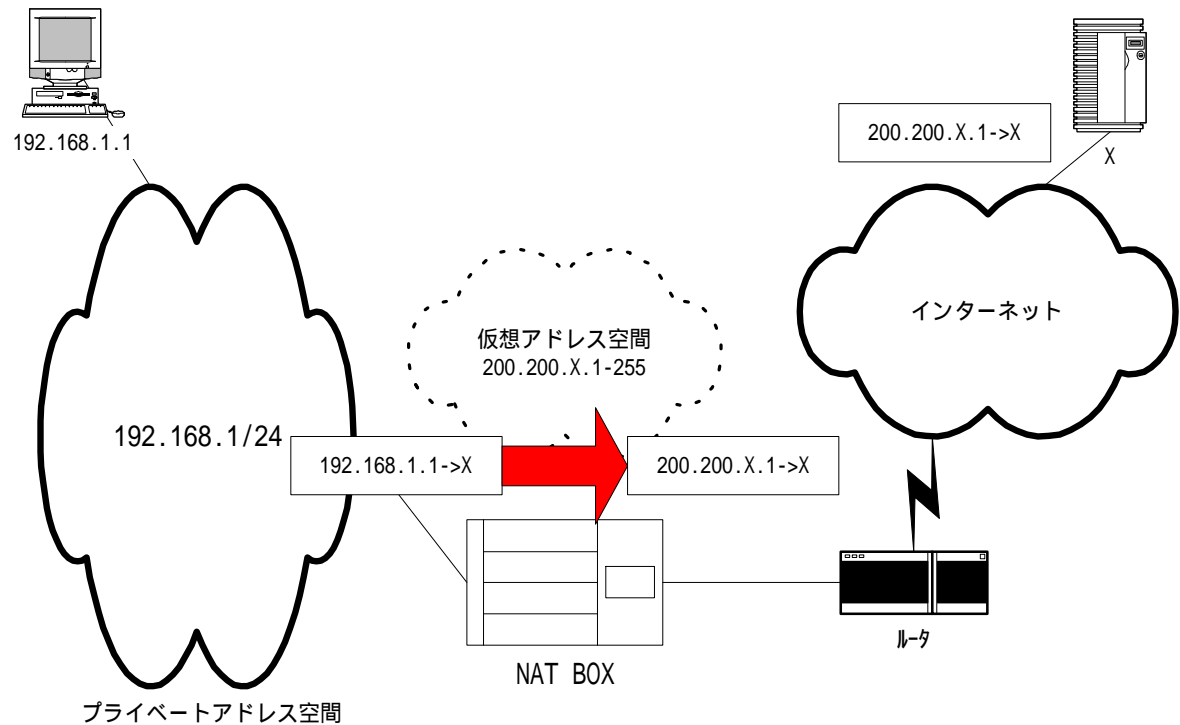 192.168.1.1
200.200.X.1->X
X
インターネット
仮想アドレス空間
200.200.X.1-255
192.168.1/24
192.168.1.1->X
200.200.X.1->X
ﾙｰﾀ
NAT BOX
プライベートアドレス空間